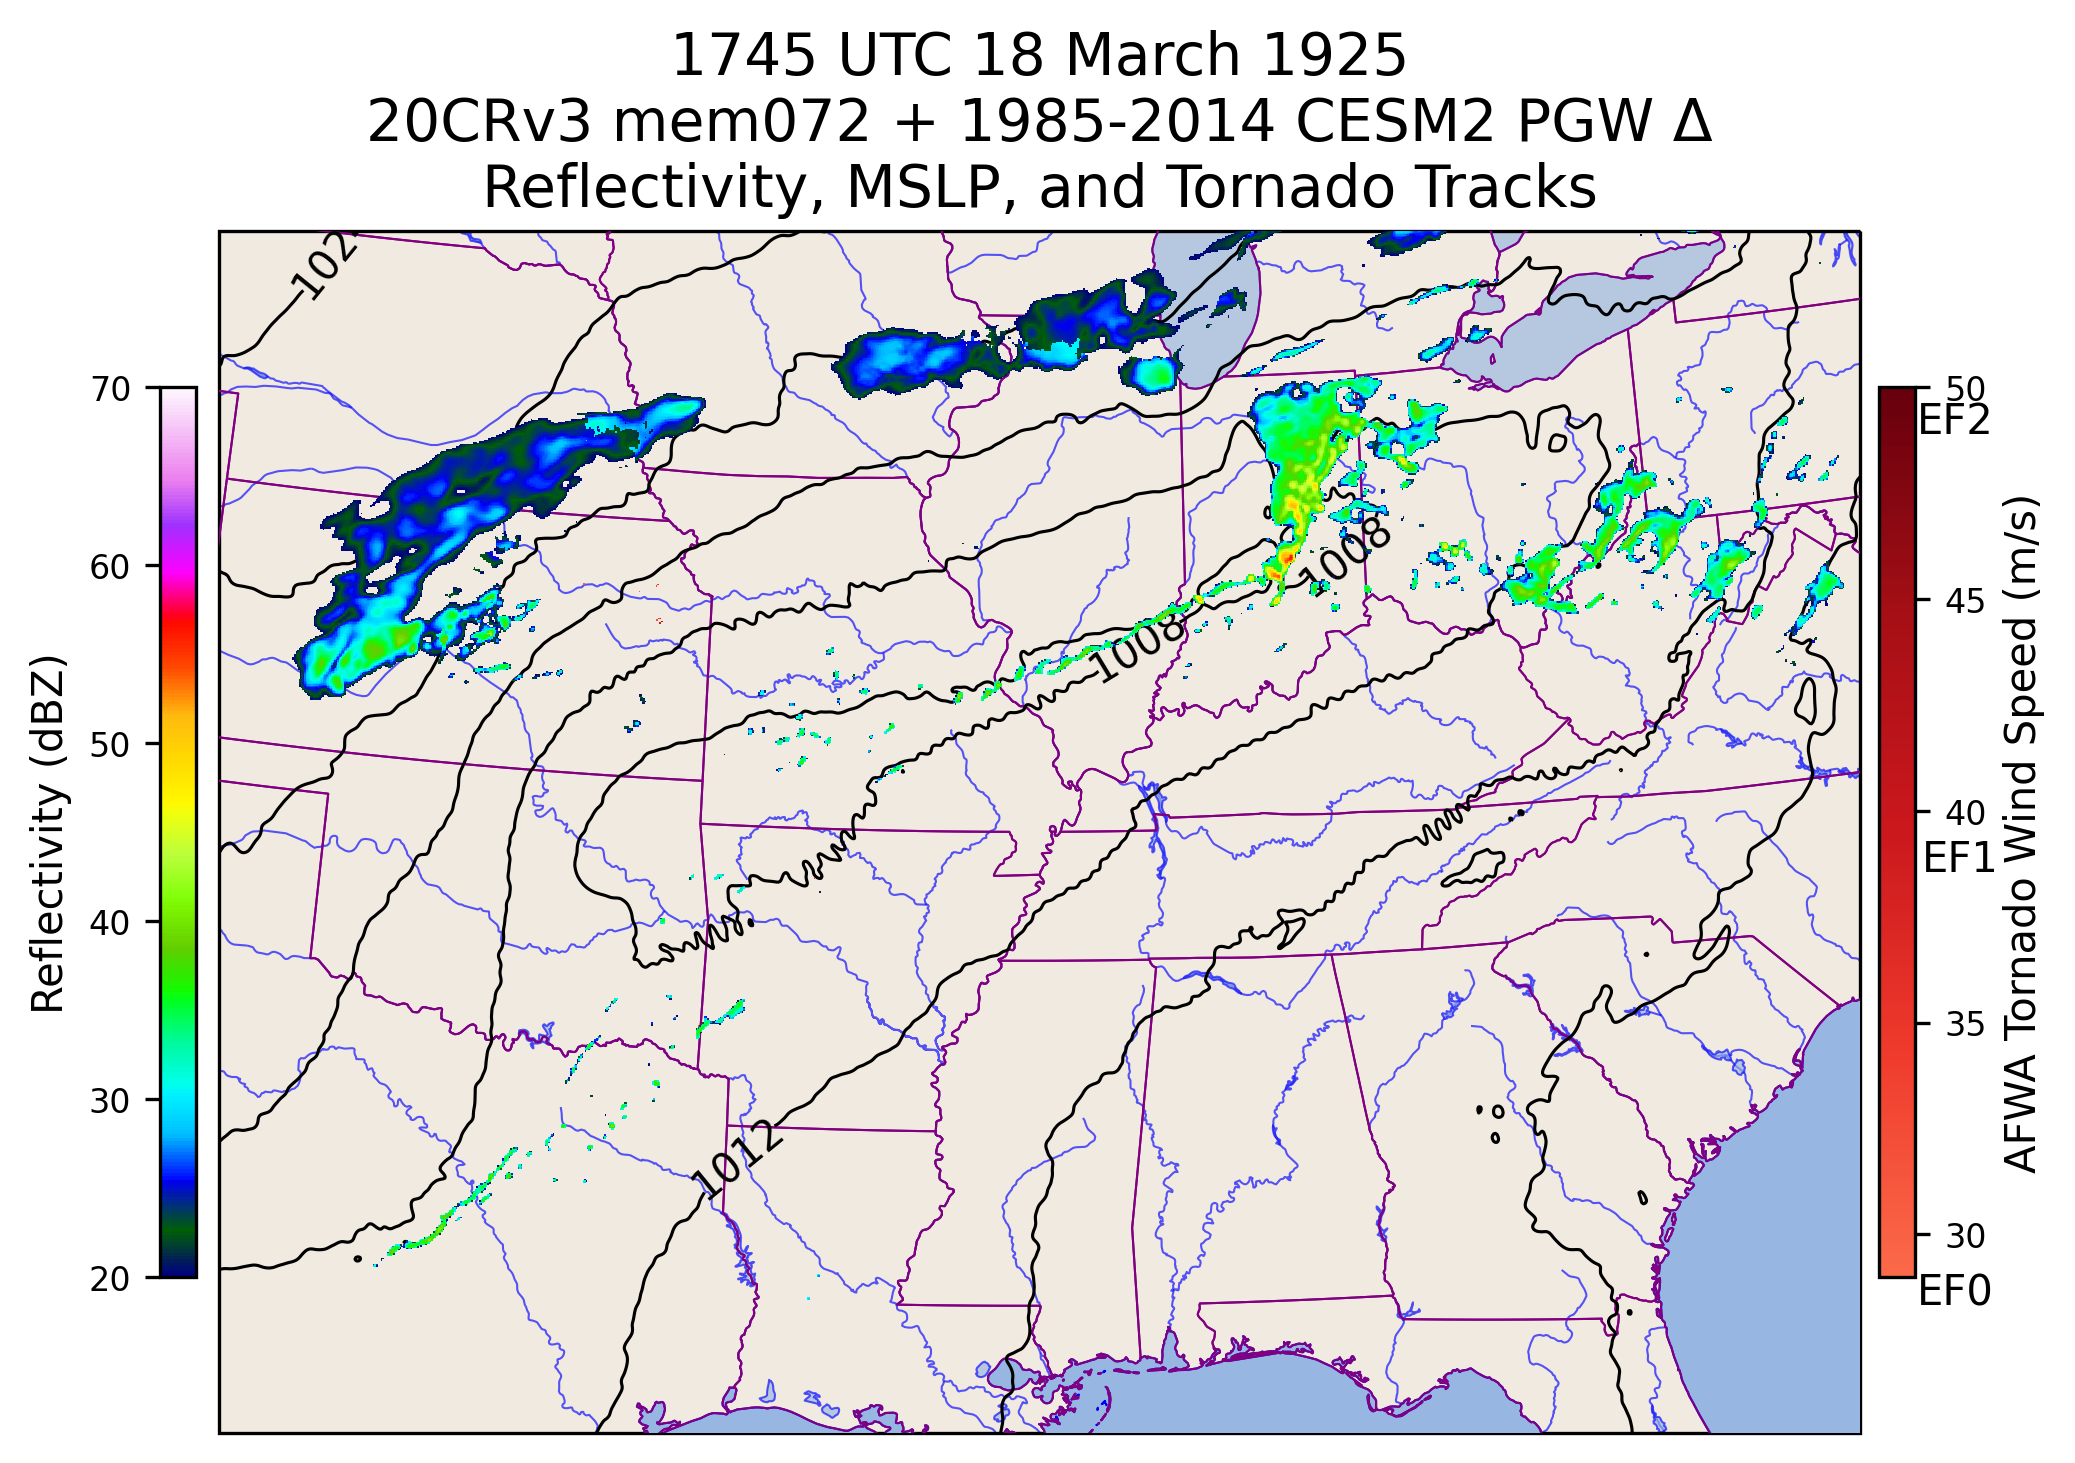 1745 UTC 18 March 1925
20CRv3 mem072 + 1985-2014 CESM2 PGW Δ
Reflectivity, MSLP, and Tornado Tracks
102
1008
1008
1012
70
60
50
40
30
20
Reflectivity (dBZ)
50
EF2
45
40
EF1
35
30
EF0
AFWA Tornado Wind Speed (m/s)